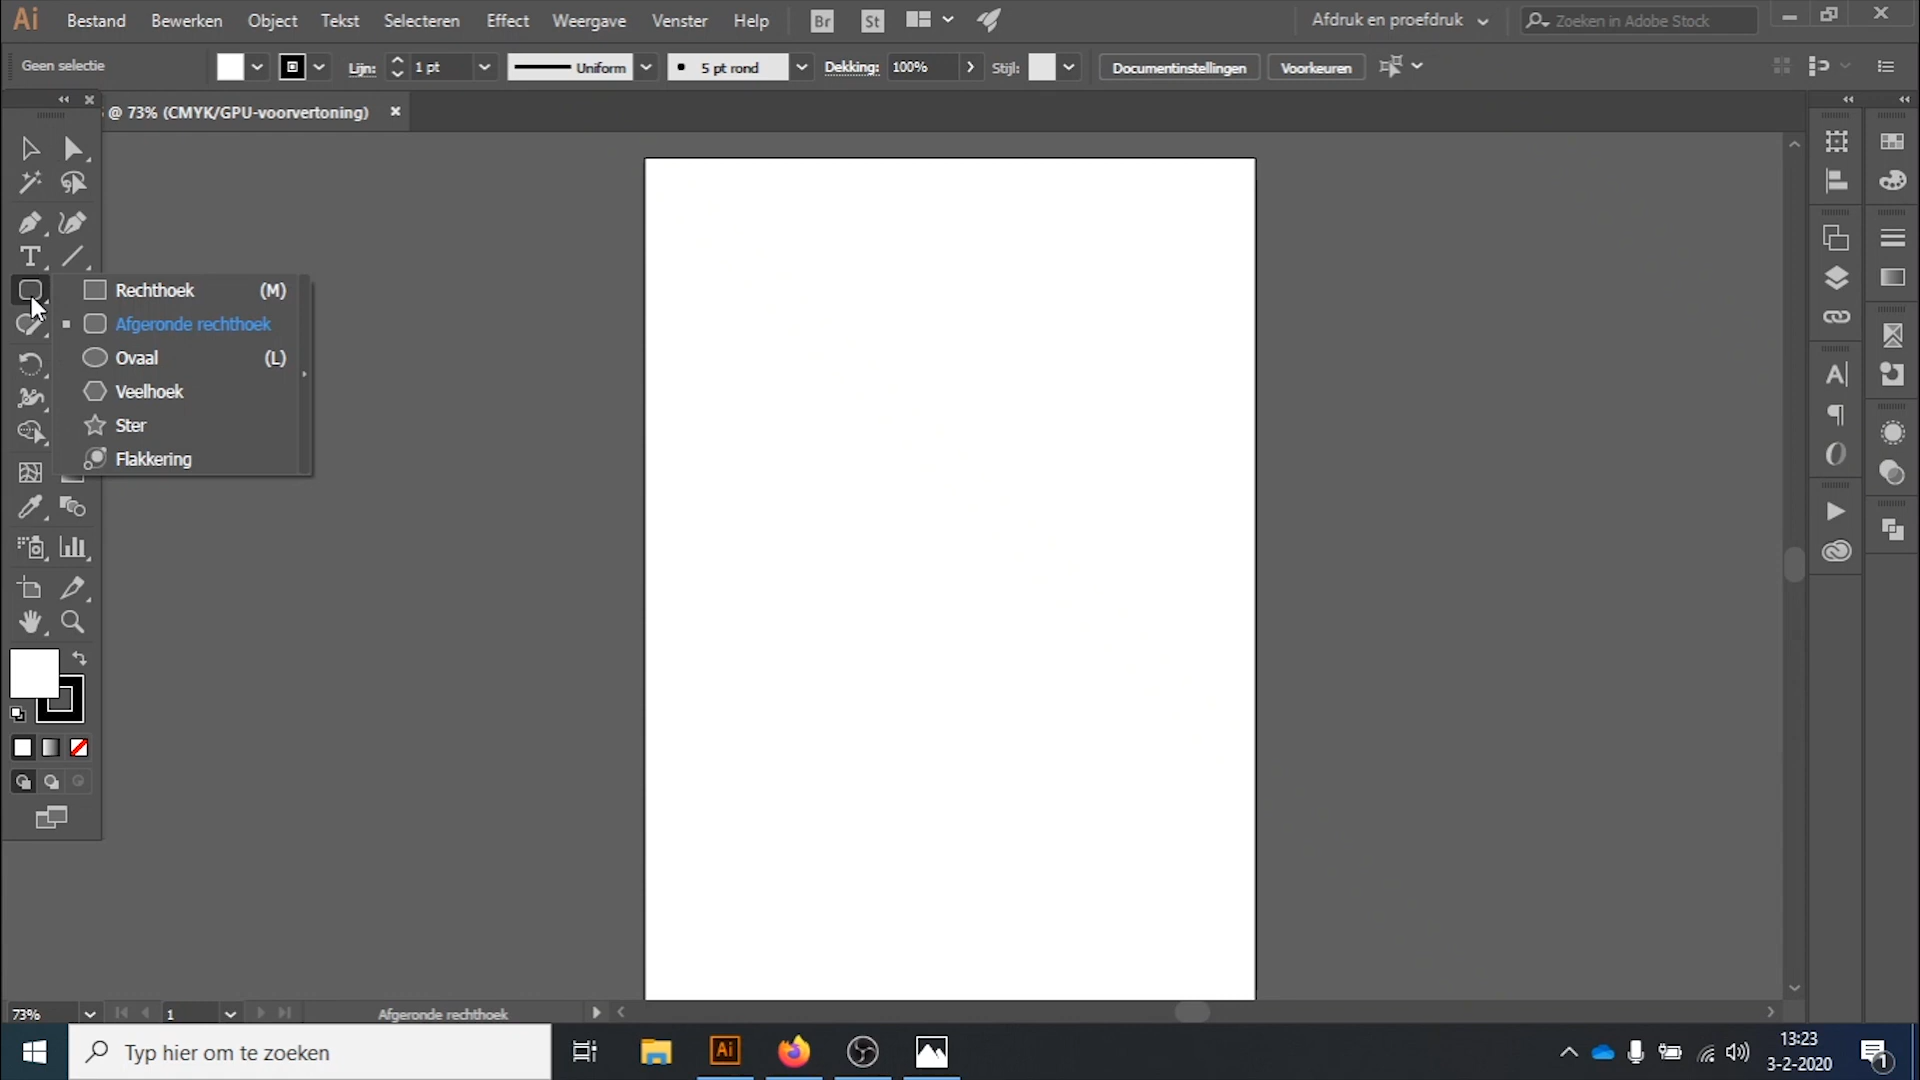 Ai Bestand Bewerken Object Tekst Selecteren Effect Weergave Venster Help Br St Afdruk en proefdruk Zoeken in Adobe Stock
Geen selectie Lijn: 1 pt Uniform 5 pt rond Dekking: 100% Stijl: Documentinstellingen Voorkeuren
@ 73% (CMYK/GPU-voorvertoning)
Rechthoek (M)
Afgeronde rechthoek
Ovaal (L)
Veelhoek
Ster
Flakkering
73% 1 Afgeronde rechthoek
Typ hier om te zoeken
Ai
13:23
3-2-2020
1